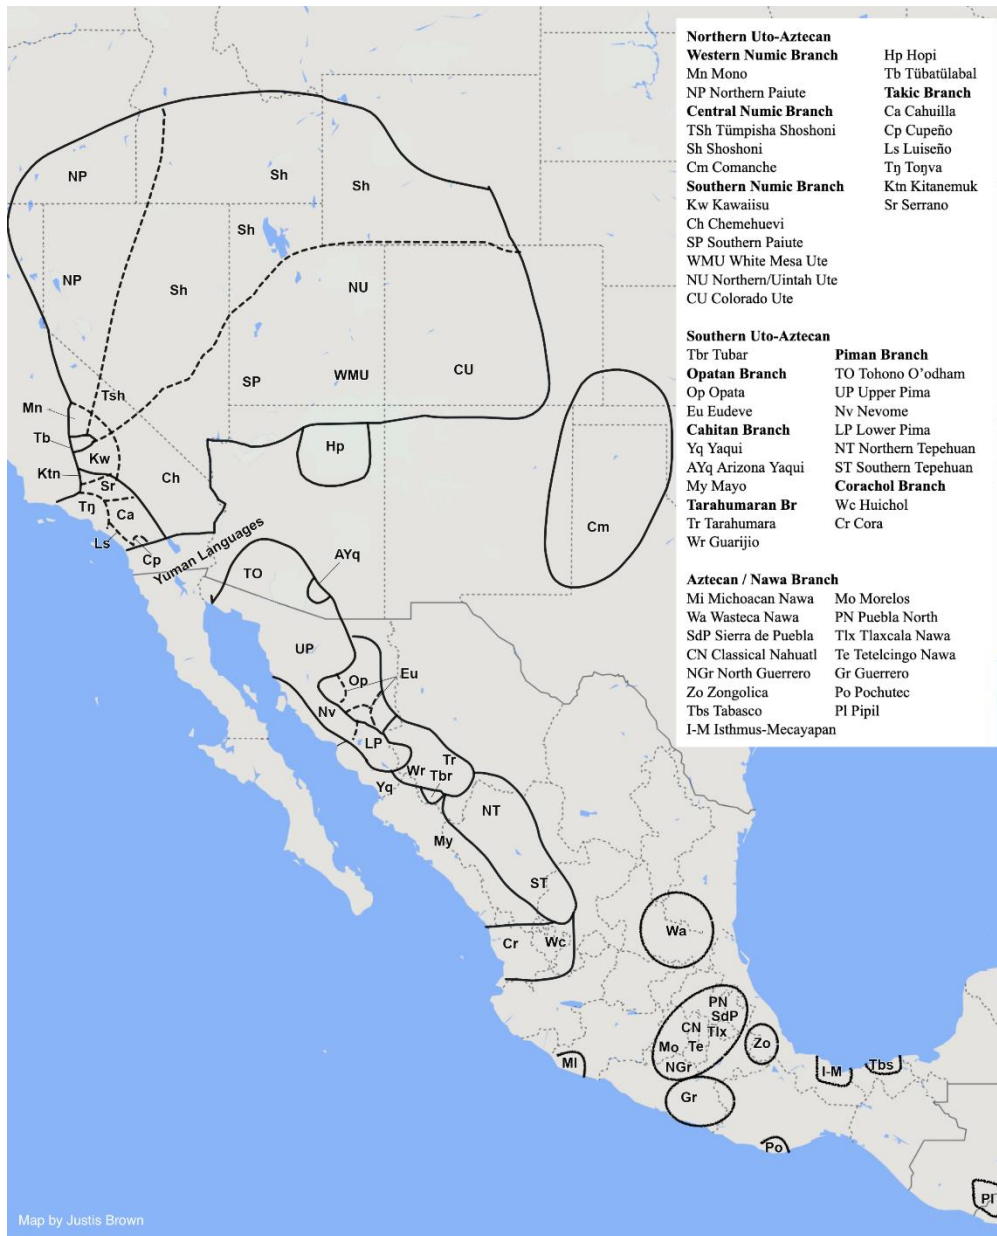 Northern Uto-Aztecan
Western Numic Branch
Mn Mono
NP Northern Paiute
Central Numic Branch
TSh Tümpisha Shoshoni
Sh Shoshoni
Cm Comanche
Southern Numic Branch
Kw Kawaiisu
Ch Chemehuevi
SP Southern Paiute
WMU White Mesa Ute
NU Northern/Uintah Ute
CU Colorado Ute
Hp Hopi
Tb Tübatülabal
Takic Branch
Ca Cahuilla
Cp Cupeño
Ls Luiseño
Tŋ Toŋva
Ktn Kitanemuk
Sr Serrano
Southern Uto-Aztecan
Tbr Tubar
Opatan Branch
Op Opata
Eu Eudeve
Cahitan Branch
Yq Yaqui
AYq Arizona Yaqui
My Mayo
Tarahumaran Br
Tr Tarahumara
Wr Guarijio
Piman Branch
TO Tohono O’odham
UP Upper Pima
Nv Nevome
LP Lower Pima
NT Northern Tepehuan
ST Southern Tepehuan
Corachol Branch
Wc Huichol
Cr Cora
Aztecan / Nawa Branch
Mi Michoacan Nawa
Wa Wasteca Nawa
SdP Sierra de Puebla
CN Classical Nahuatl
NGr North Guerrero
Zo Zongolica
Tbs Tabasco
I-M Isthmus-Mecayapan
Mo Morelos
PN Puebla North
Tlx Tlaxcala Nawa
Te Tetelcingo Nawa
Gr Guerrero
Po Pochutec
Pl Pipil
NP
Sh
Sh
Sh
NP
Sh
NU
SP
WMU
CU
Tsh
Mn
Tb
Kw
Hp
Ktn
Sr
Ch
Tŋ
Ca
Cm
Ls
Cp
Yuman Languages
AYq
TO
UP
Op
Eu
Nv
LP
Tr
Wr
Tbr
Yq
NT
My
ST
Wa
Cr
Wc
PN
SdP
CN
Tlx
Mo
Te
Zo
NGr
MI
I-M
Tbs
Gr
Po
Pl
Map by Justis Brown